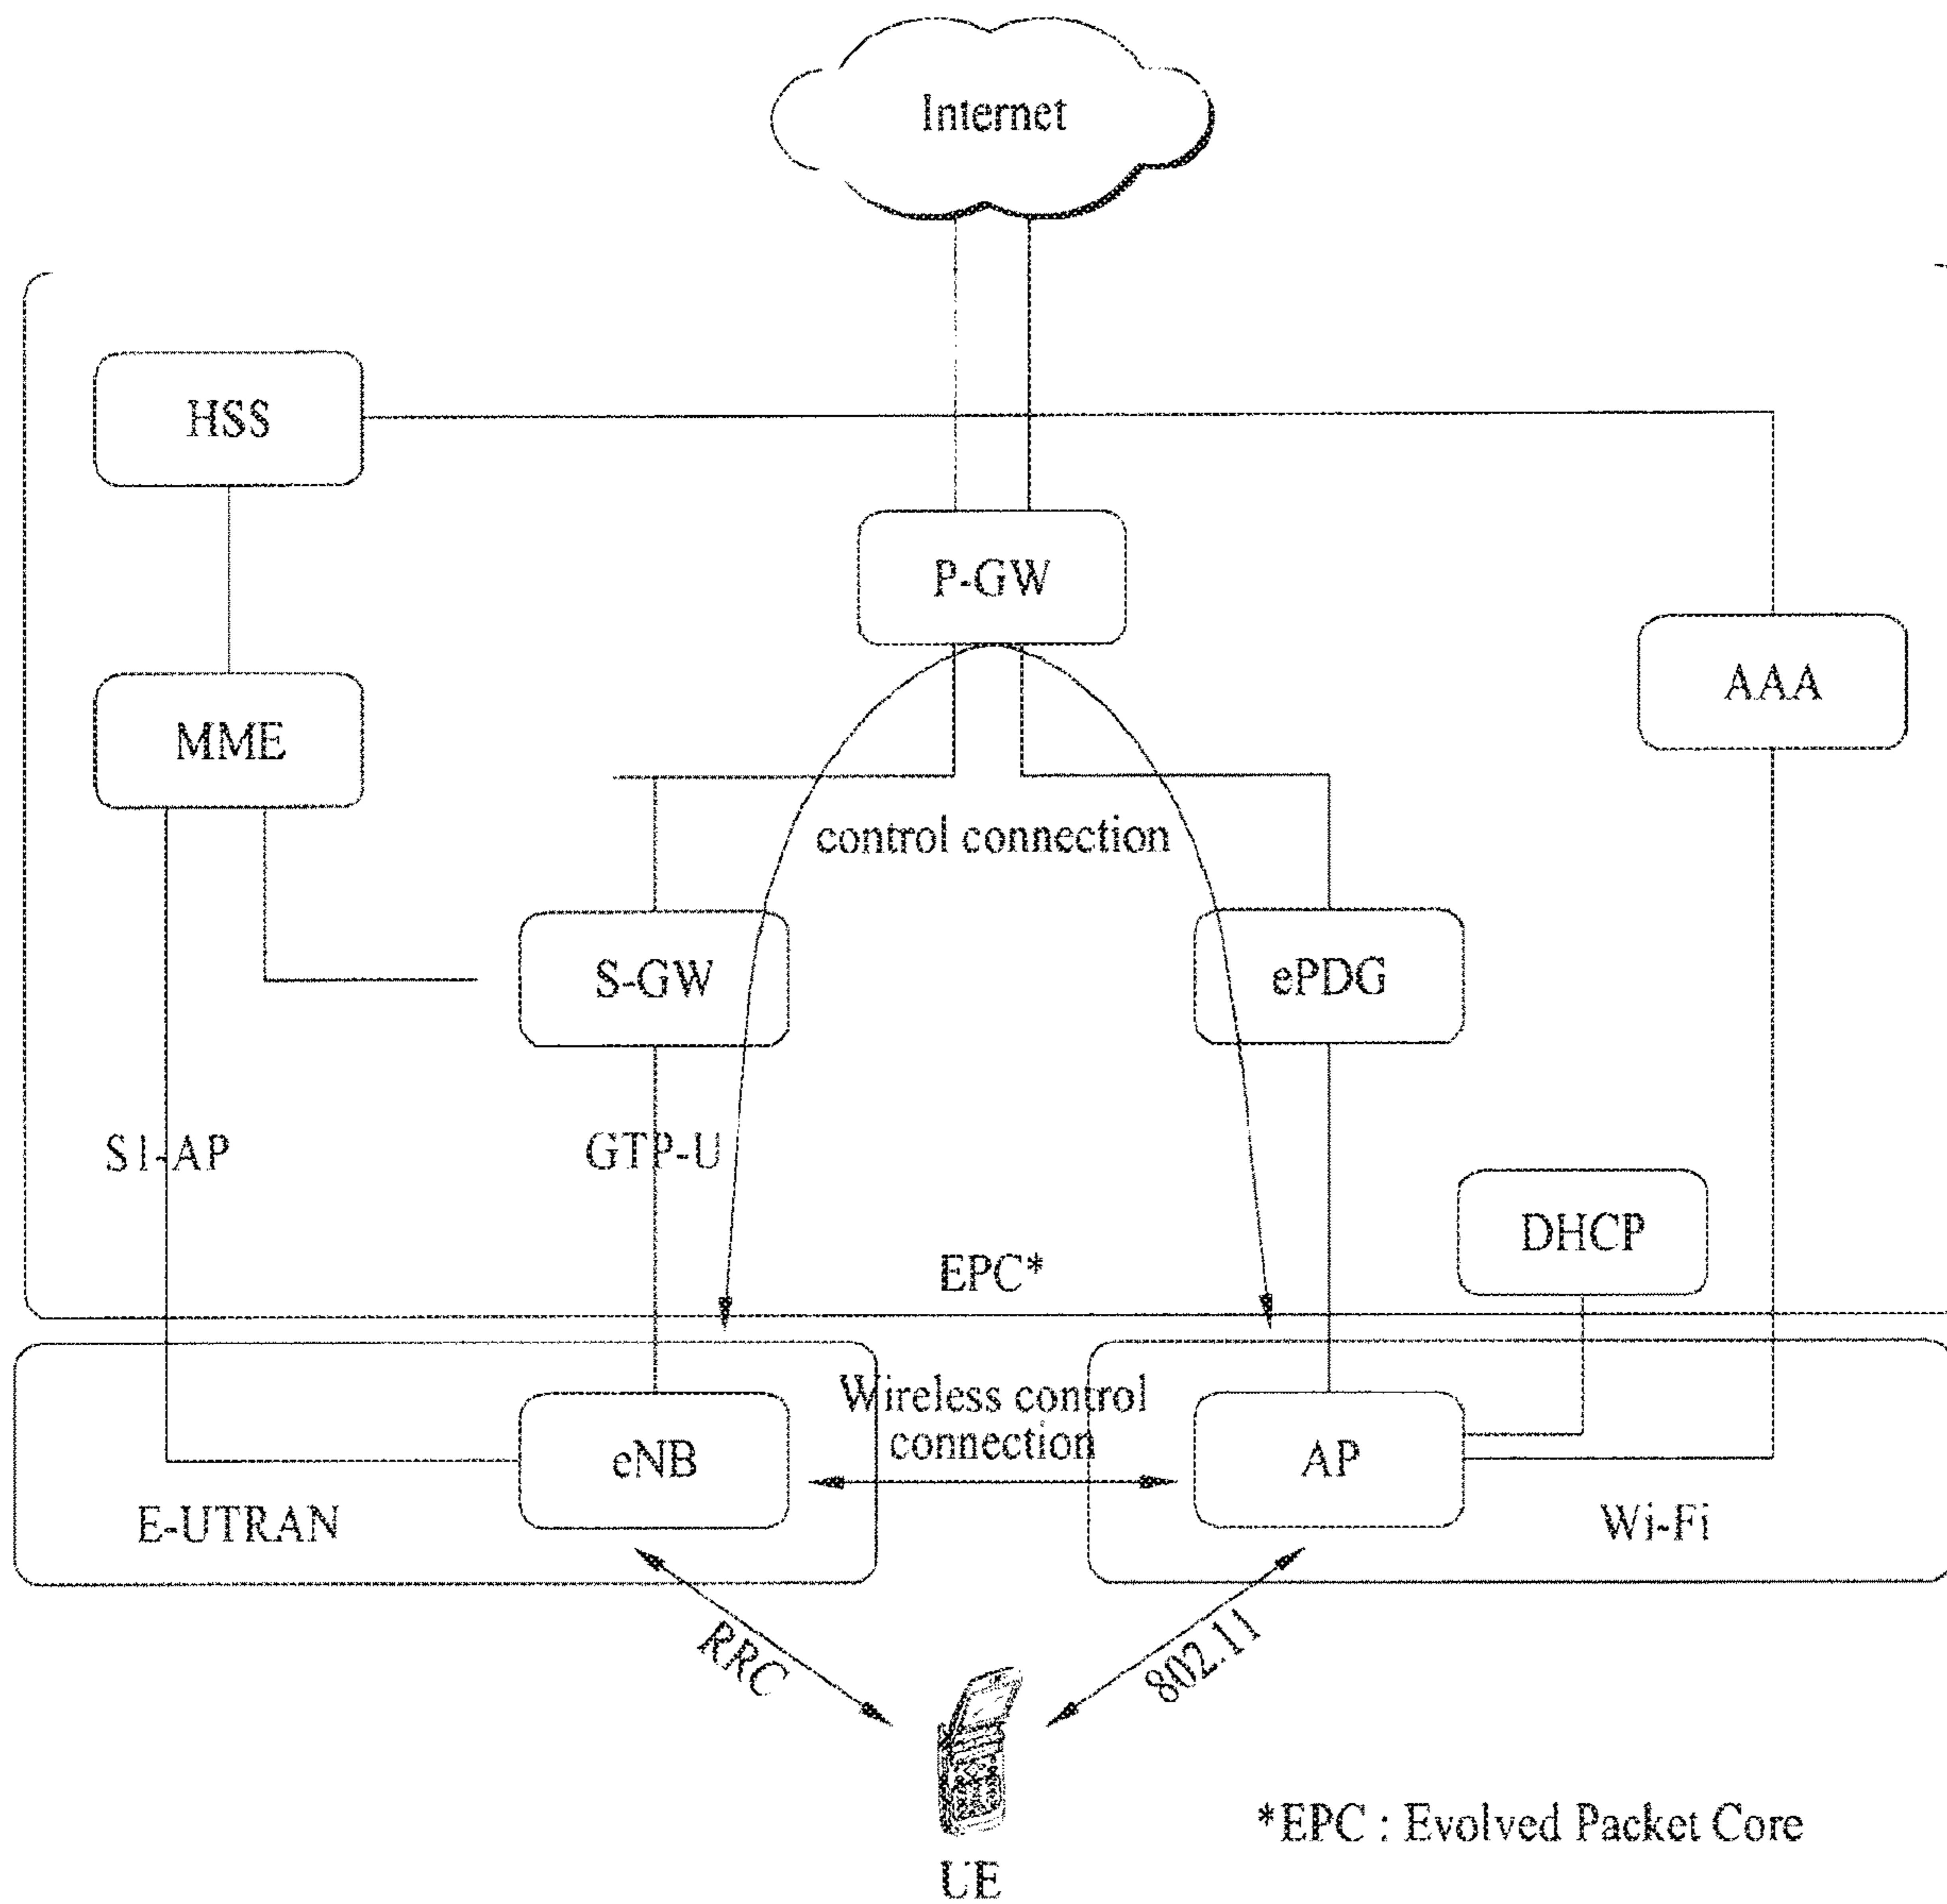 Internet
HSS
P-GW
AAA
MME
control connection
S-GW
ePDG
S1-AP
GTP-U
DHCP
EPC*
Wireless control
connection
eNB
AP
E-UTRAN
Wi-Fi
RRC
802.11
*EPC : Evolved Packet Core
UE